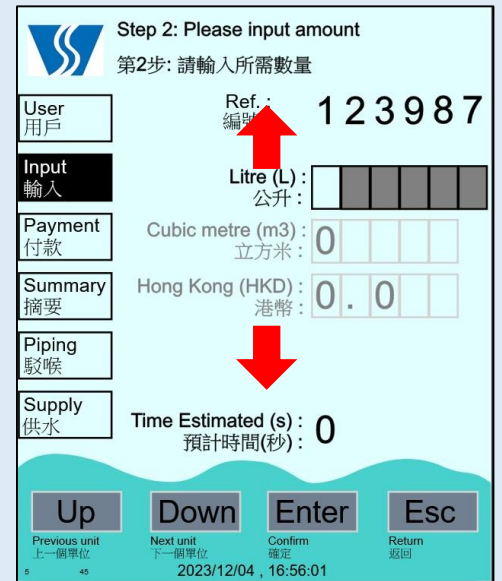 Step 2: Please input amount
第2步: 請輸入所需數量
User
用戶
Ref. :
編號
123987
Input
輸入
Litre (L) :
公升 :
Payment
付款
Cubic metre (m3) :
立方米 :
0
Summary
摘要
Hong Kong (HKD) :
港幣 :
0.0
Piping
駁喉
Supply
供水
Time Estimated (s) :
預計時間(秒) :
0
Up
Down
Enter
Esc
Previous unit
上一個單位
Next unit
下一個單位
Confirm
確定
Return
返回
5 45
2023/12/04 , 16:56:01